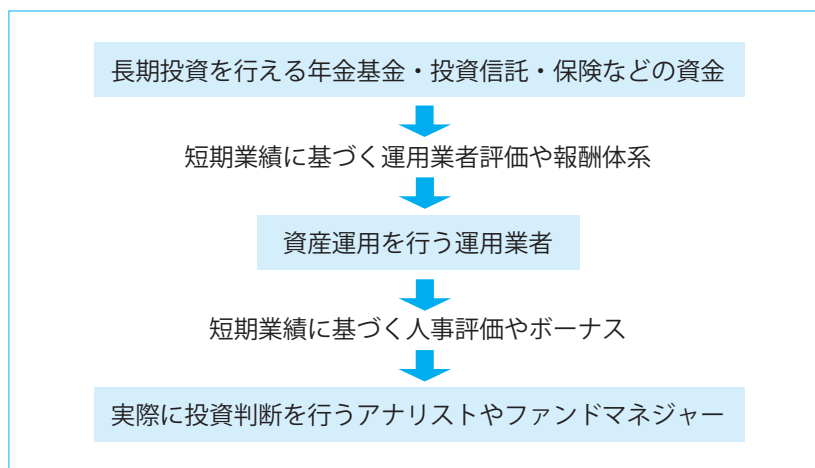 長期投資を行える年金基金・投資信託・保険などの資金
短期業績に基づく運用業者評価や報酬体系
資産運用を行う運用業者
短期業績に基づく人事評価やボーナス
実際に投資判断を行うアナリストやファンドマネジャー